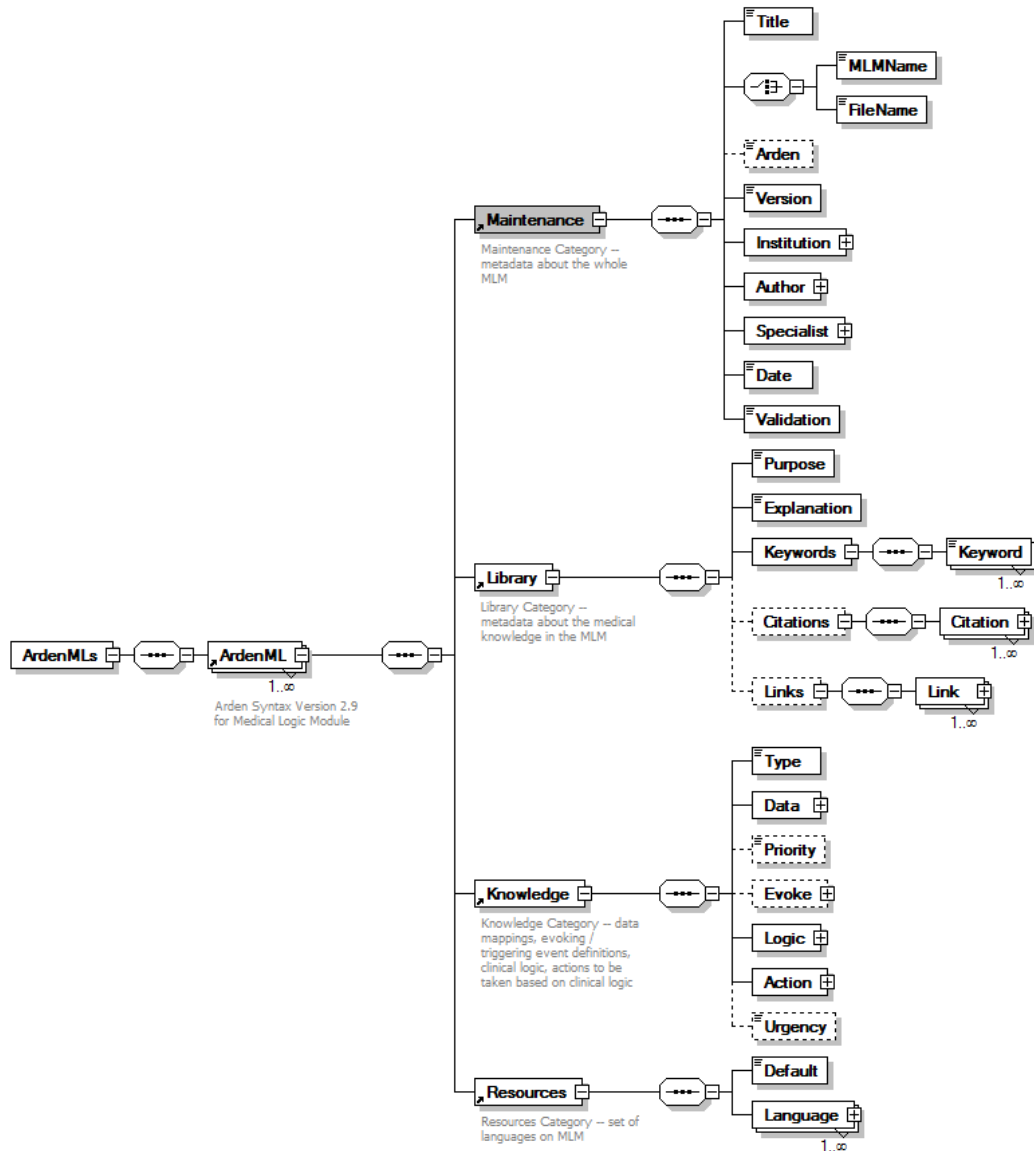 Title
MLMName
FileName
Arden
Version
Maintenance
Maintenance Category --
metadata about the whole
MLM
Institution
Author
Specialist
Date
Validation
Purpose
Explanation
Keywords
Keyword
1..∞
Library
Library Category --
metadata about the medical
knowledge in the MLM
Citations
Citation
1..∞
ArdenMLs
ArdenML
1..∞
Arden Syntax Version 2.9
for Medical Logic Module
Links
Link
1..∞
Type
Data
Priority
Evoke
Knowledge
Knowledge Category -- data
mappings, evoking /
triggering event definitions,
clinical logic, actions to be
taken based on clinical logic
Logic
Action
Urgency
Default
Resources
Resources Category -- set of
languages on MLM
Language
1..∞